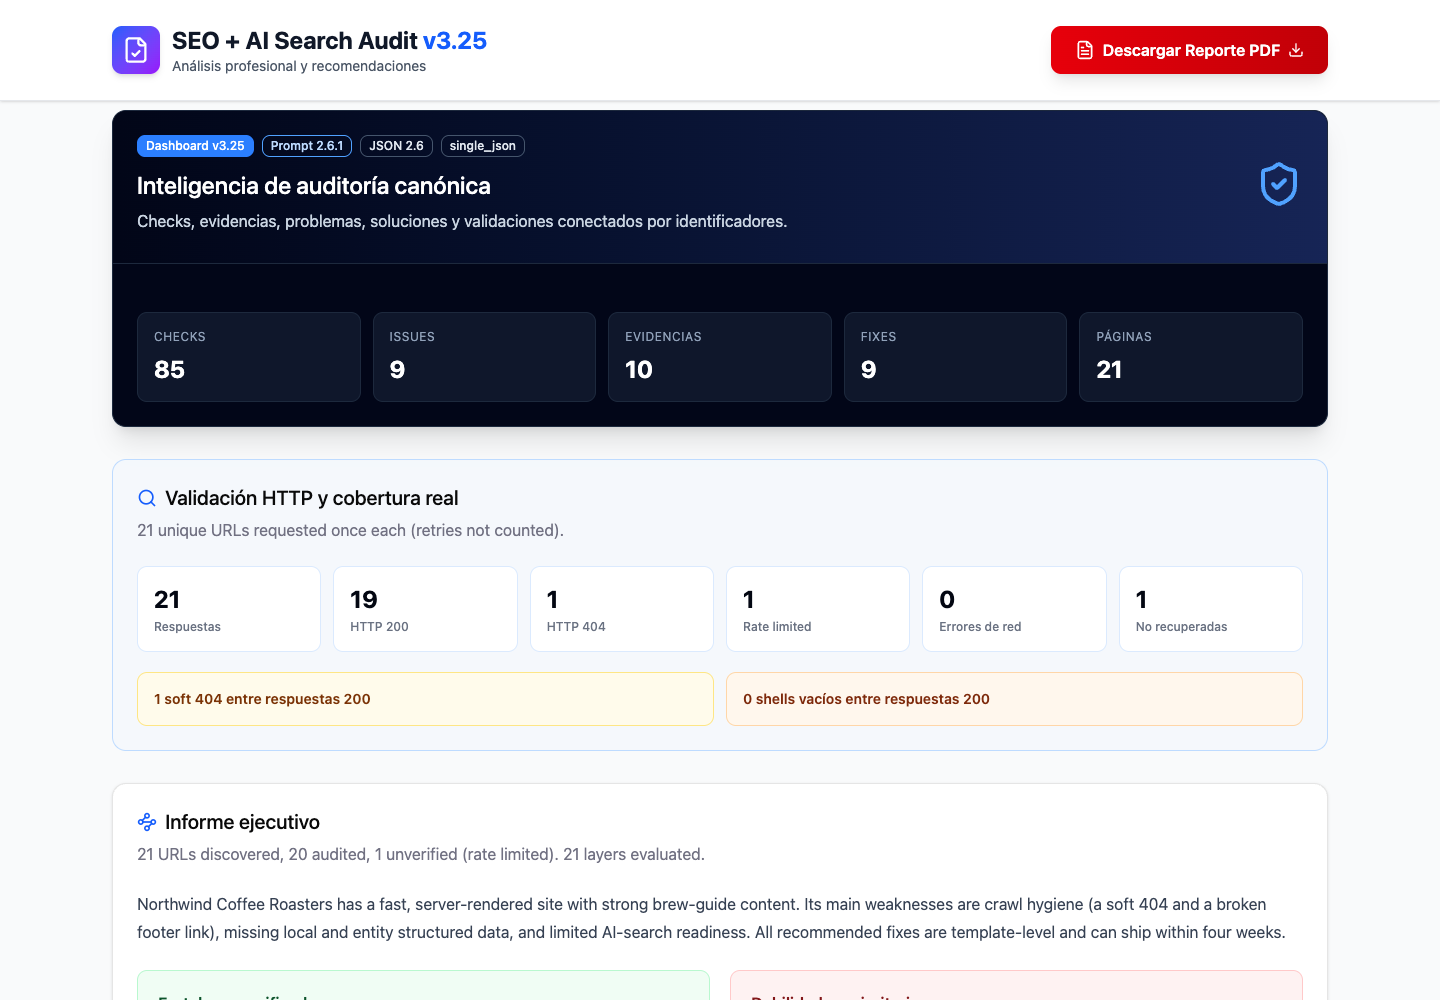 SEO + AI Search Audit v3.25
Análisis profesional y recomendaciones
Descargar Reporte PDF
Dashboard v3.25
Prompt 2.6.1
JSON 2.6
single_json
Inteligencia de auditoría canónica
Checks, evidencias, problemas, soluciones y validaciones conectados por identificadores.
CHECKS
85
ISSUES
9
EVIDENCIAS
10
FIXES
9
PÁGINAS
21
Validación HTTP y cobertura real
21 unique URLs requested once each (retries not counted).
21
Respuestas
19
HTTP 200
1
HTTP 404
1
Rate limited
0
Errores de red
1
No recuperadas
1 soft 404 entre respuestas 200
0 shells vacíos entre respuestas 200
Informe ejecutivo
21 URLs discovered, 20 audited, 1 unverified (rate limited). 21 layers evaluated.
Northwind Coffee Roasters has a fast, server-rendered site with strong brew-guide content. Its main weaknesses are crawl hygiene (a soft 404 and a broken
footer link), missing local and entity structured data, and limited AI-search readiness. All recommended fixes are template-level and can ship within four weeks.